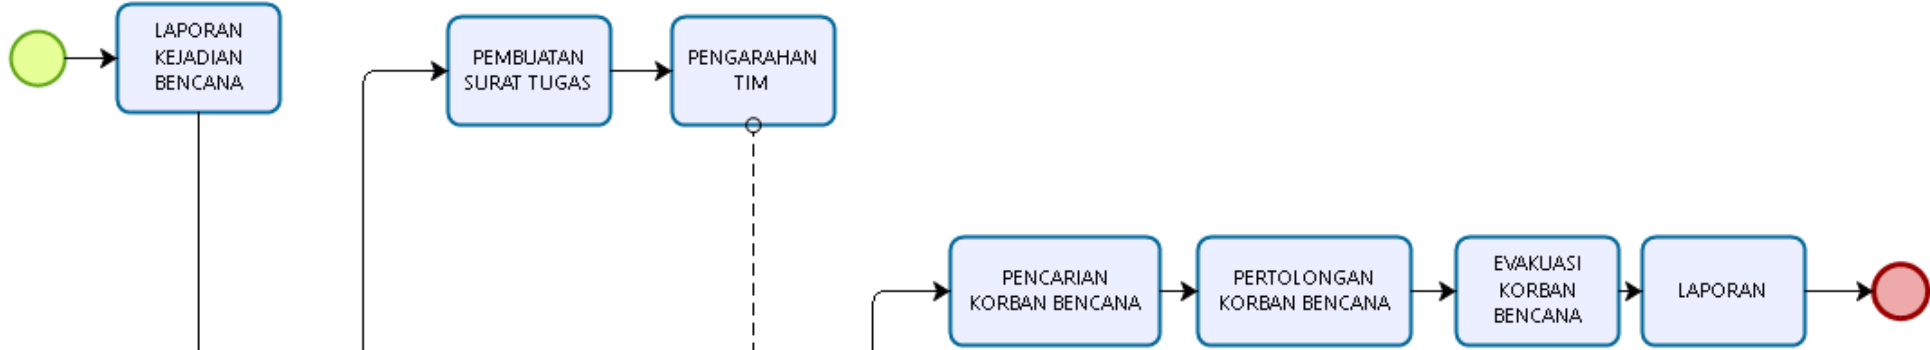 LAPORAN
KEJADIAN
BENCANA
PEMBUATAN
SURAT TUGAS
PENGARAHAN
TIM
PENCARIAN
KORBAN BENCANA
PERTOLONGAN
KORBAN BENCANA
EVAKUASI
KORBAN
BENCANA
LAPORAN